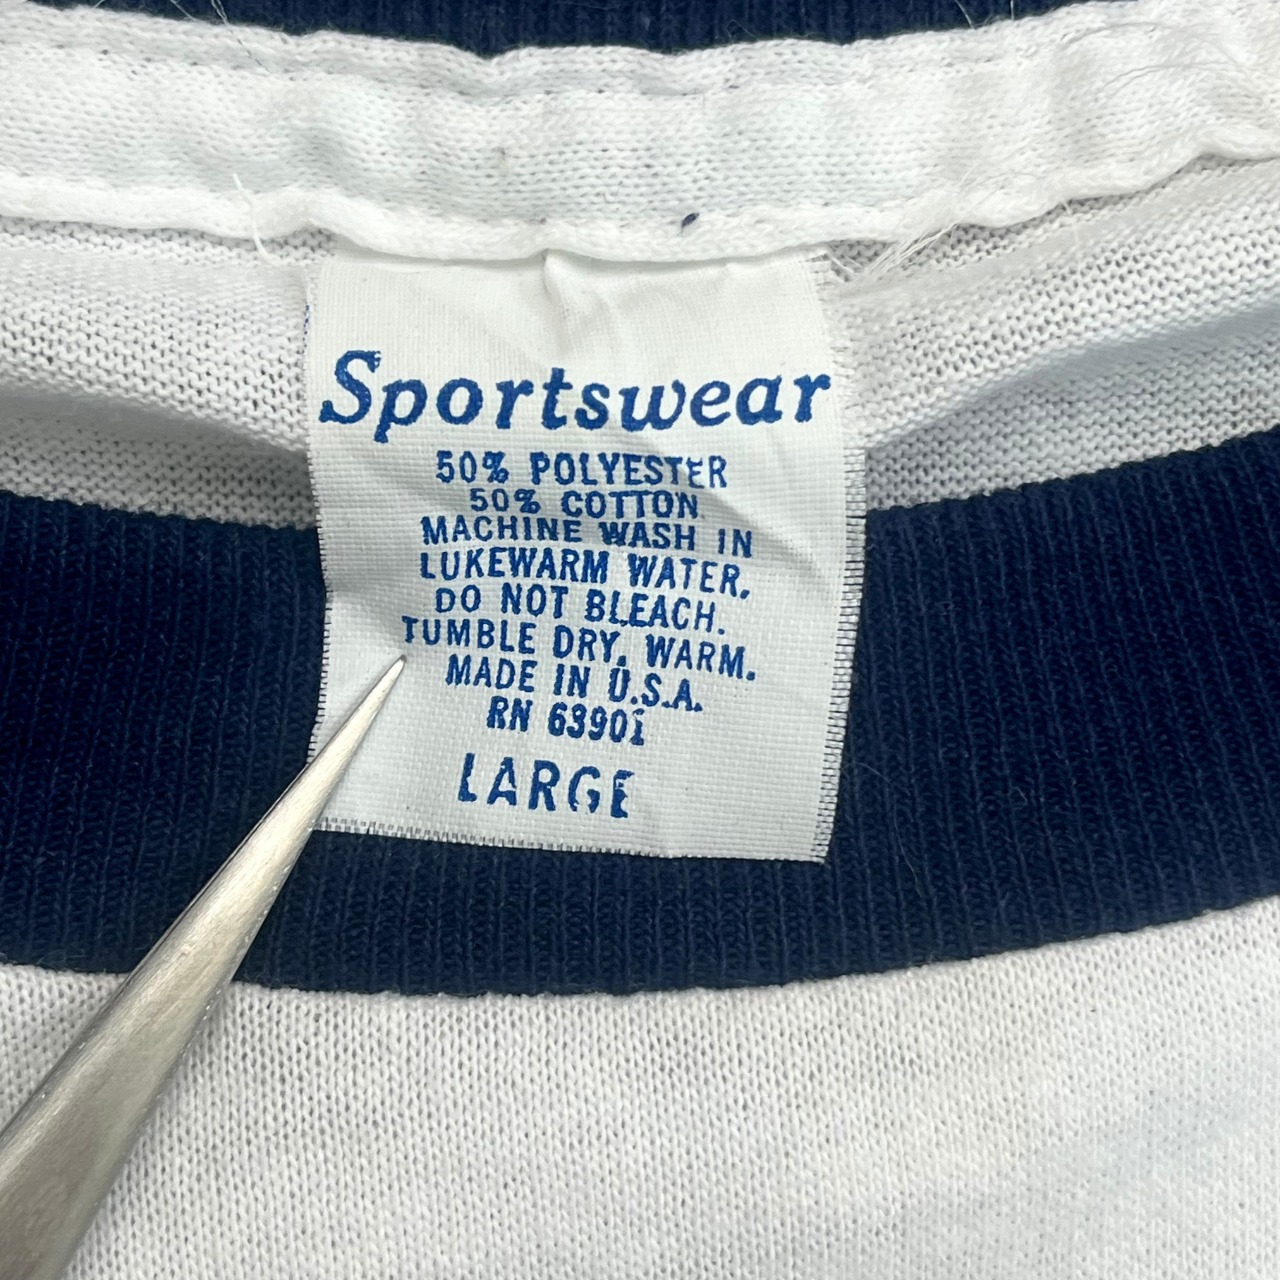 Sportswear
50% POLYESTER
50% COTTON
MACHINE WASH IN
LUKEWARM WATER.
DO NOT BLEACH.
TUMBLE DRY, WARM.
MADE IN U.S.A.
RN 63901
LARGE